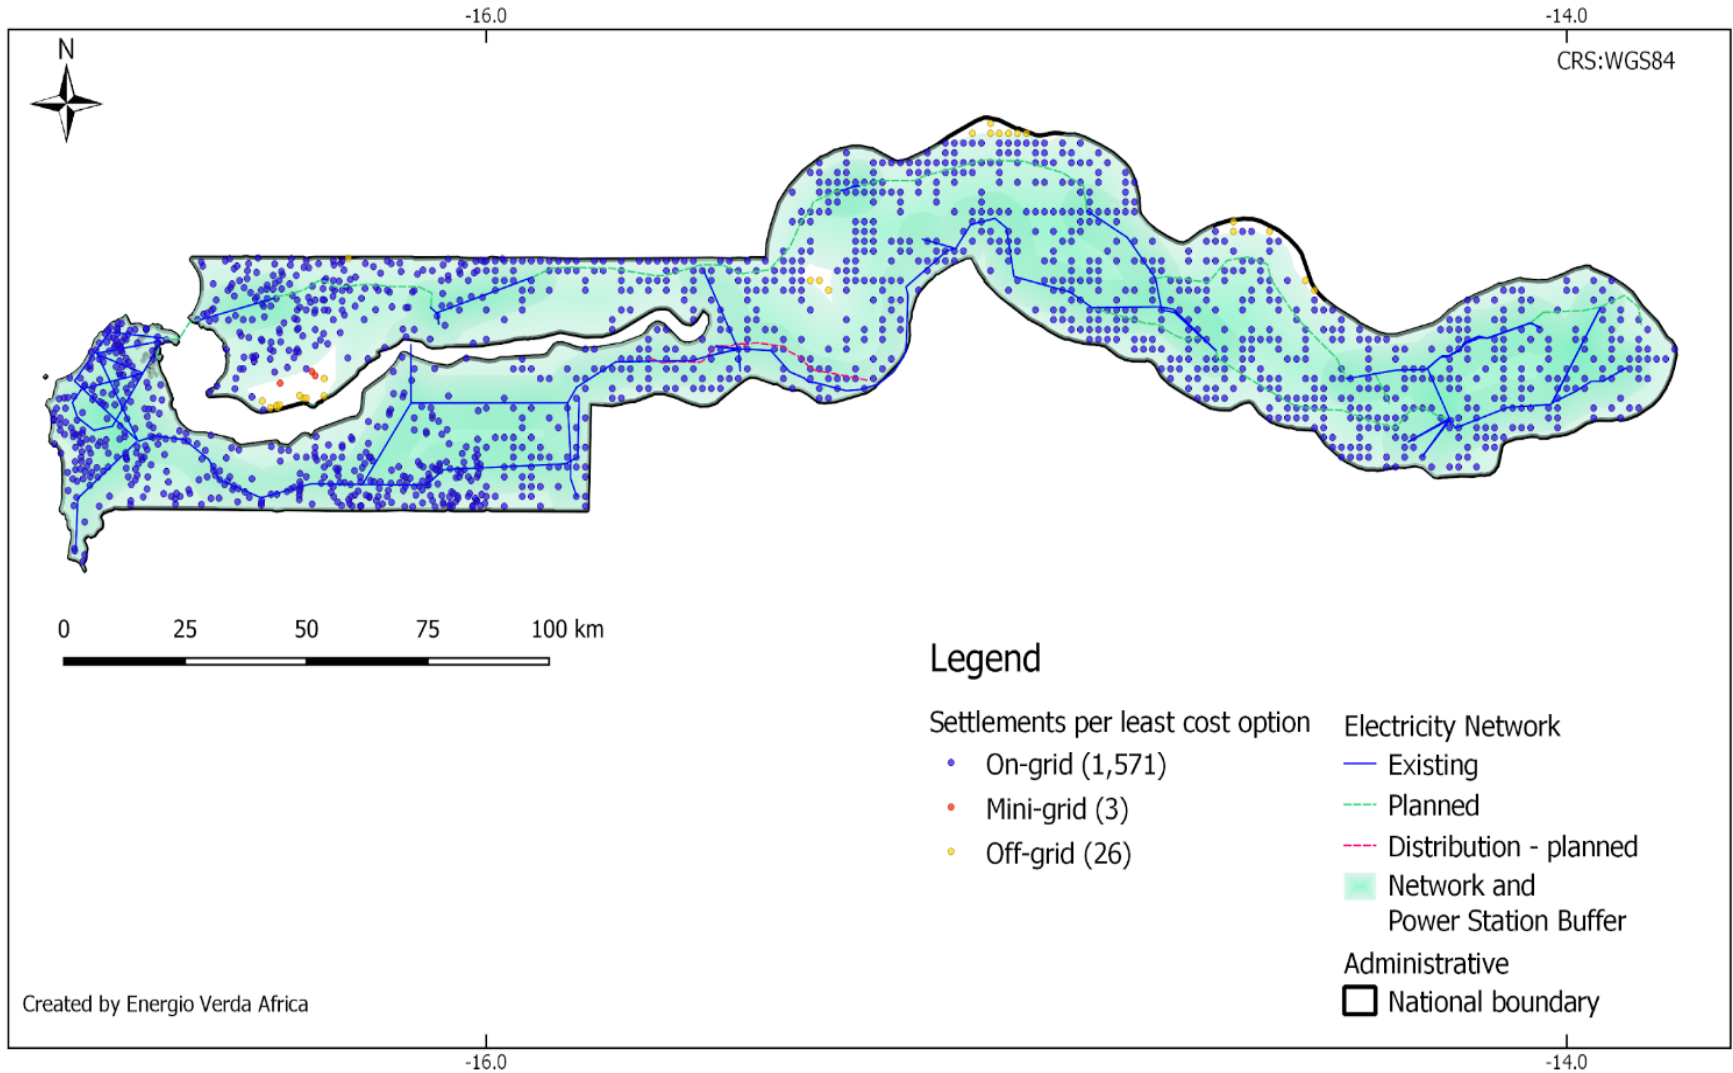 -16.0
-14.0
N
CRS:WGS84
0 25 50 75 100 km
Legend
Settlements per least cost option
On-grid (1,571)
Mini-grid (3)
Off-grid (26)
Electricity Network
Existing
Planned
Distribution - planned
Network and
Power Station Buffer
Administrative
National boundary
Created by Energio Verda Africa
-16.0
-14.0